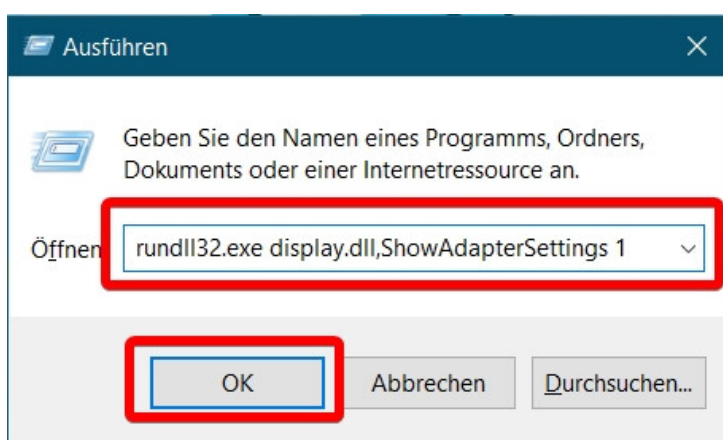 Ausführen
Geben Sie den Namen eines Programms, Ordners,
Dokuments oder einer Internetressource an.
Öffnen
rundll32.exe display.dll,ShowAdapterSettings 1
OK
Abbrechen
Durchsuchen...